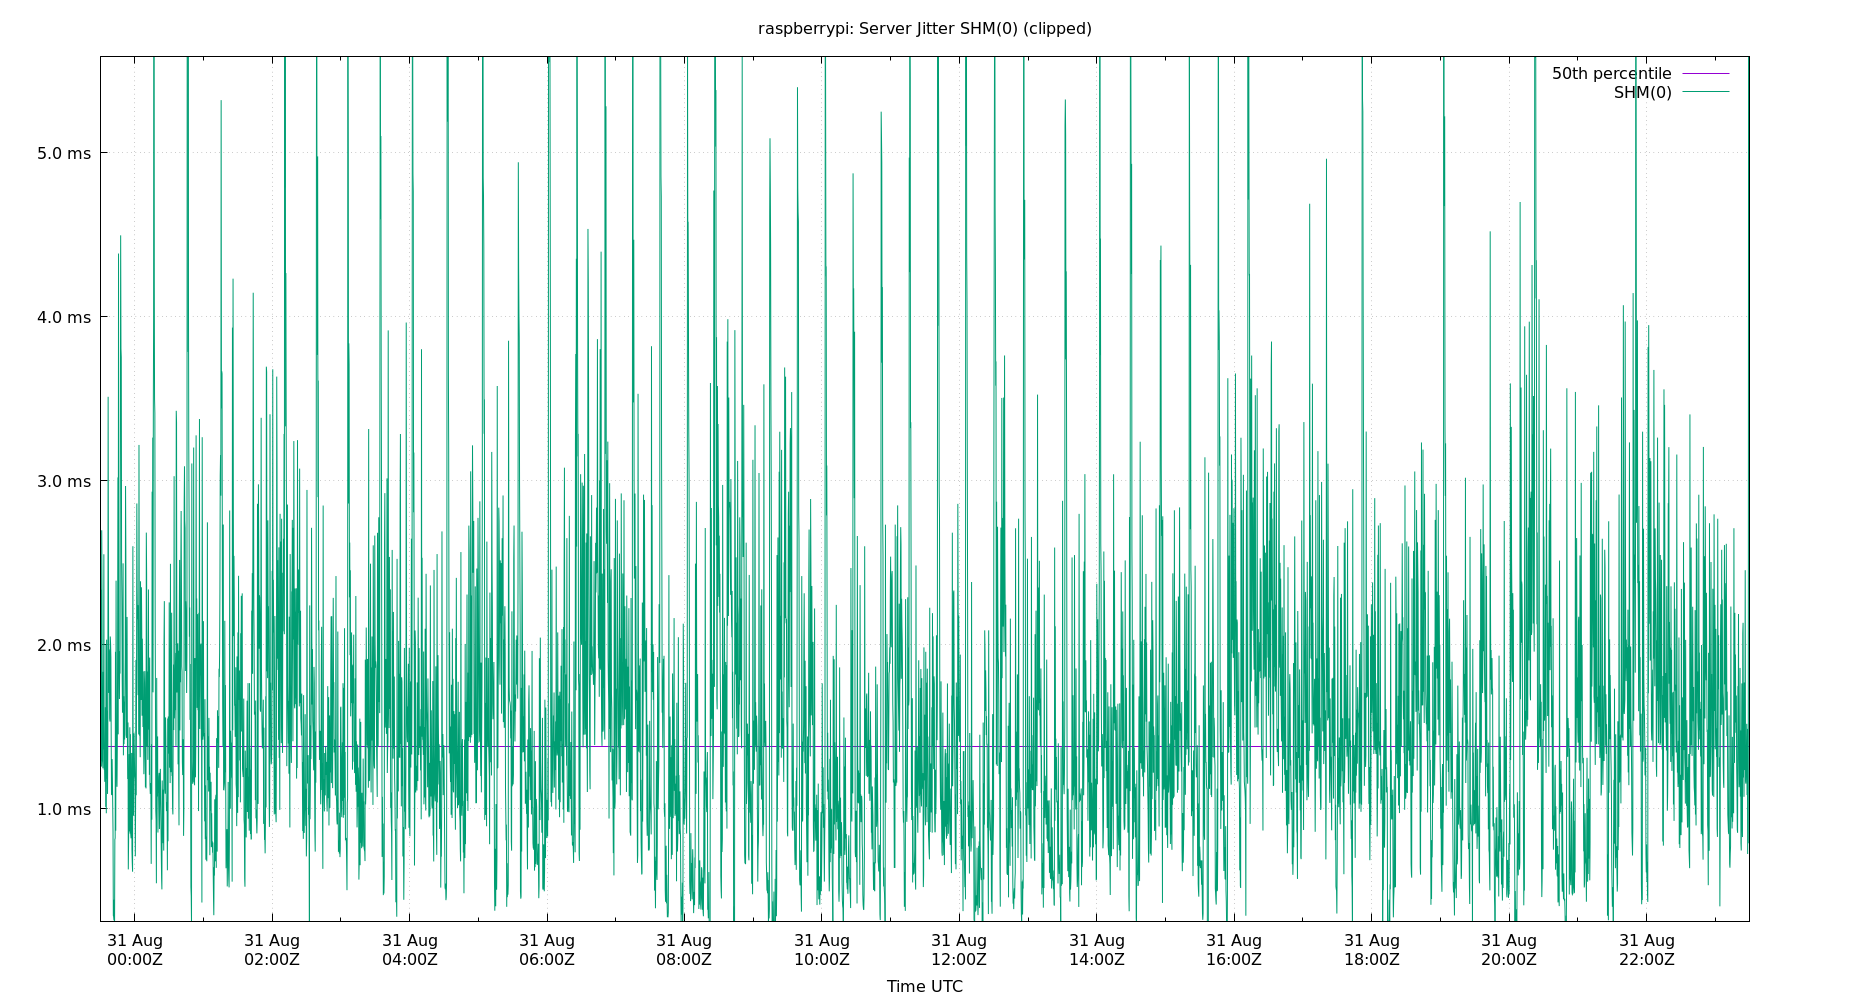 raspberrypi: Server Jitter SHM(0) (clipped)
50th percentile
SHM(0)
5.0 ms
4.0 ms
3.0 ms
2.0 ms
1.0 ms
31 Aug 31 Aug 31 Aug 31 Aug 31 Aug 31 Aug 31 Aug 31 Aug 31 Aug 31 Aug 31 Aug 31 Aug
00:00Z 02:00Z 04:00Z 06:00Z 08:00Z 10:00Z 12:00Z 14:00Z 16:00Z 18:00Z 20:00Z 22:00Z
Time UTC